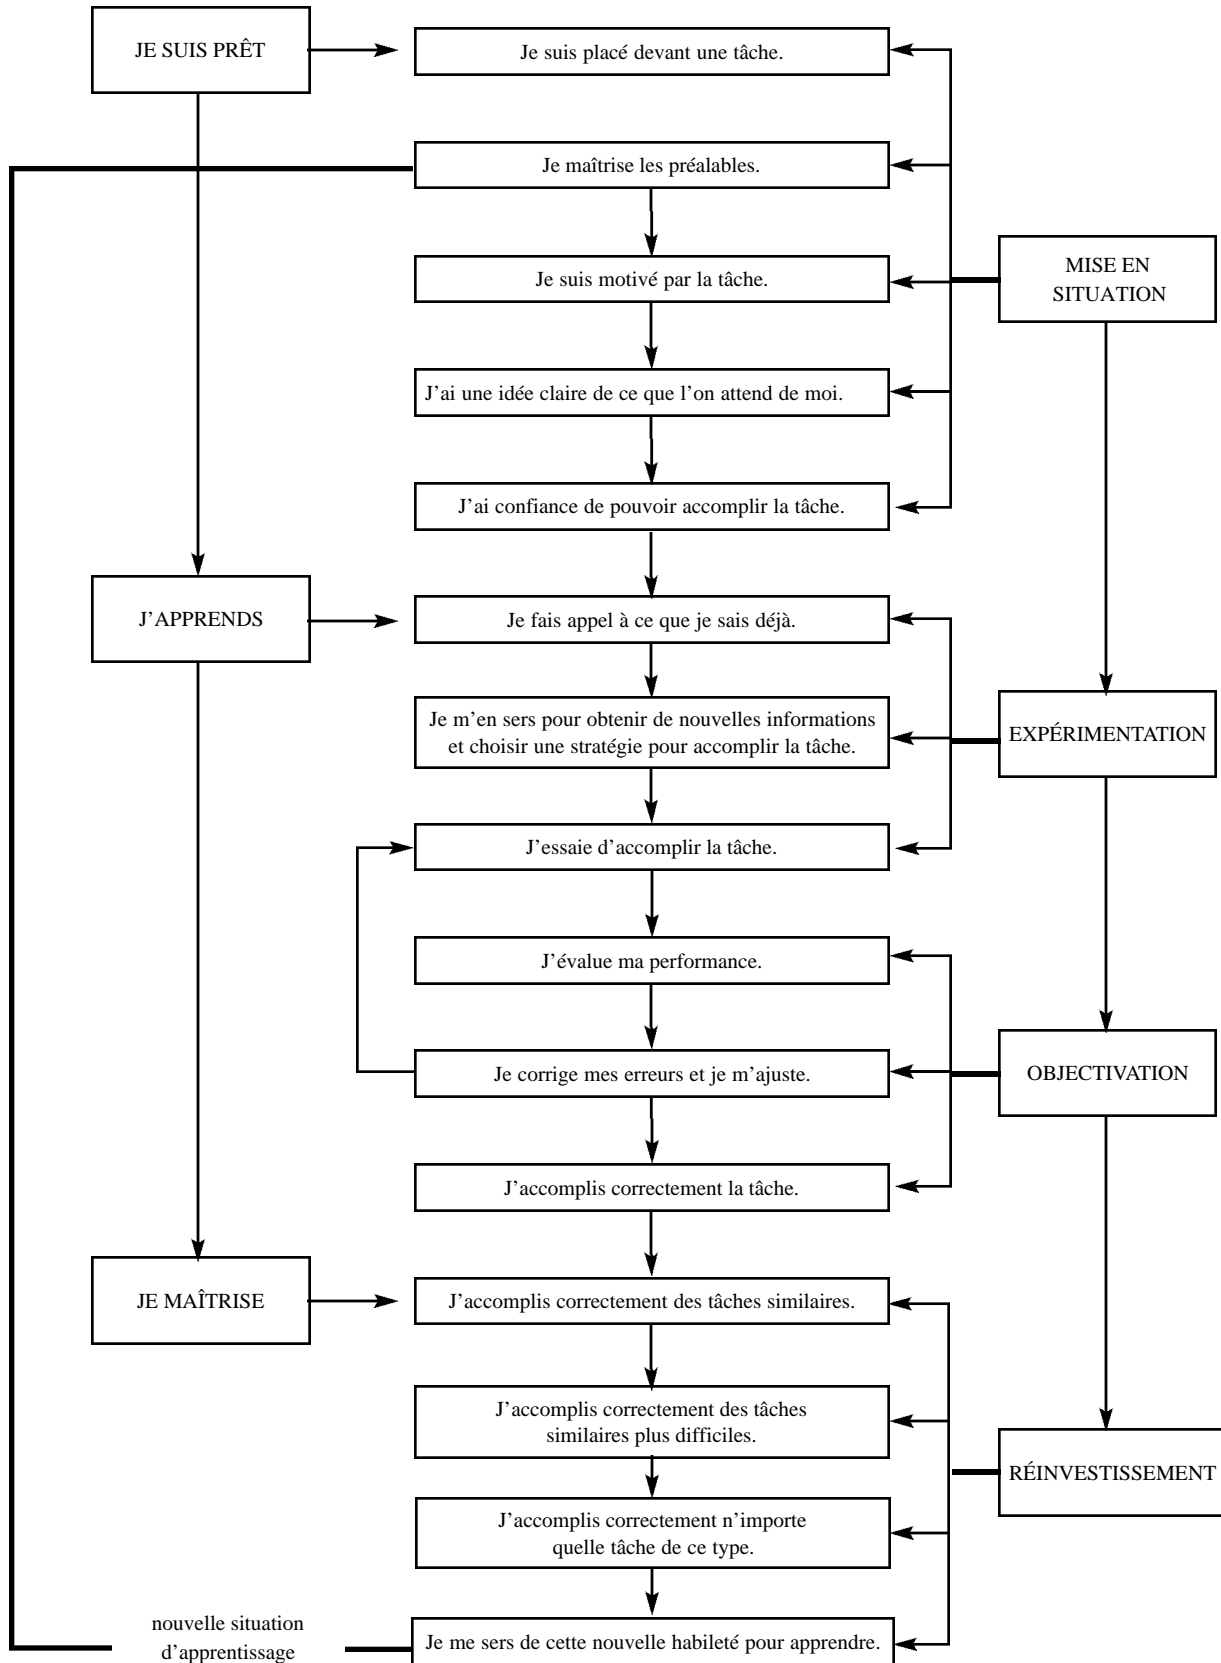 JE SUIS PRÊT
Je suis placé devant une tâche.
Je maîtrise les préalables.
Je suis motivé par la tâche.
MISE EN
SITUATION
J’ai une idée claire de ce que l’on attend de moi.
J’ai confiance de pouvoir accomplir la tâche.
J’APPRENDS
Je fais appel à ce que je sais déjà.
Je m’en sers pour obtenir de nouvelles informations
et choisir une stratégie pour accomplir la tâche.
EXPÉRIMENTATION
J’essaie d’accomplir la tâche.
J’évalue ma performance.
Je corrige mes erreurs et je m’ajuste.
OBJECTIVATION
J’accomplis correctement la tâche.
JE MAÎTRISE
J’accomplis correctement des tâches similaires.
J’accomplis correctement des tâches
similaires plus difficiles.
RÉINVESTISSEMENT
J’accomplis correctement n’importe
quelle tâche de ce type.
nouvelle situation
d’apprentissage
Je me sers de cette nouvelle habileté pour apprendre.